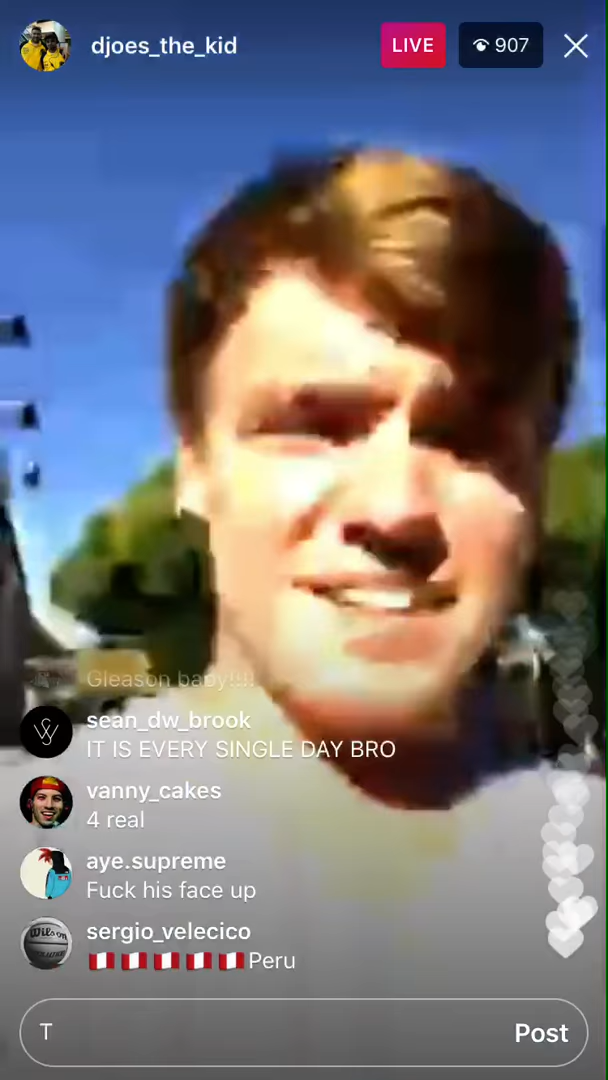 djoes_the_kid
LIVE
907
Gleason baby!!!!
sean_dw_brook
IT IS EVERY SINGLE DAY BRO
vanny_cakes
4 real
aye.supreme
Fuck his face up
sergio_velecico
Wilson
🇵🇪🇵🇪🇵🇪🇵🇪🇵🇪Peru
T
Post